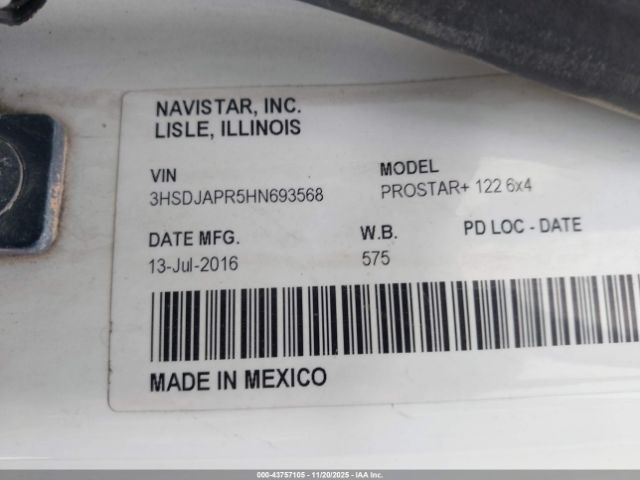 NAVISTAR, INC.
LISLE, ILLINOIS
VIN
3HSDJAPR5HN693568
MODEL
PROSTAR+ 122 6x4
DATE MFG.
13-Jul-2016
W.B.
575
PD LOC - DATE
MADE IN MEXICO
000-43757105 - 11/20/2025 - IAA Inc.